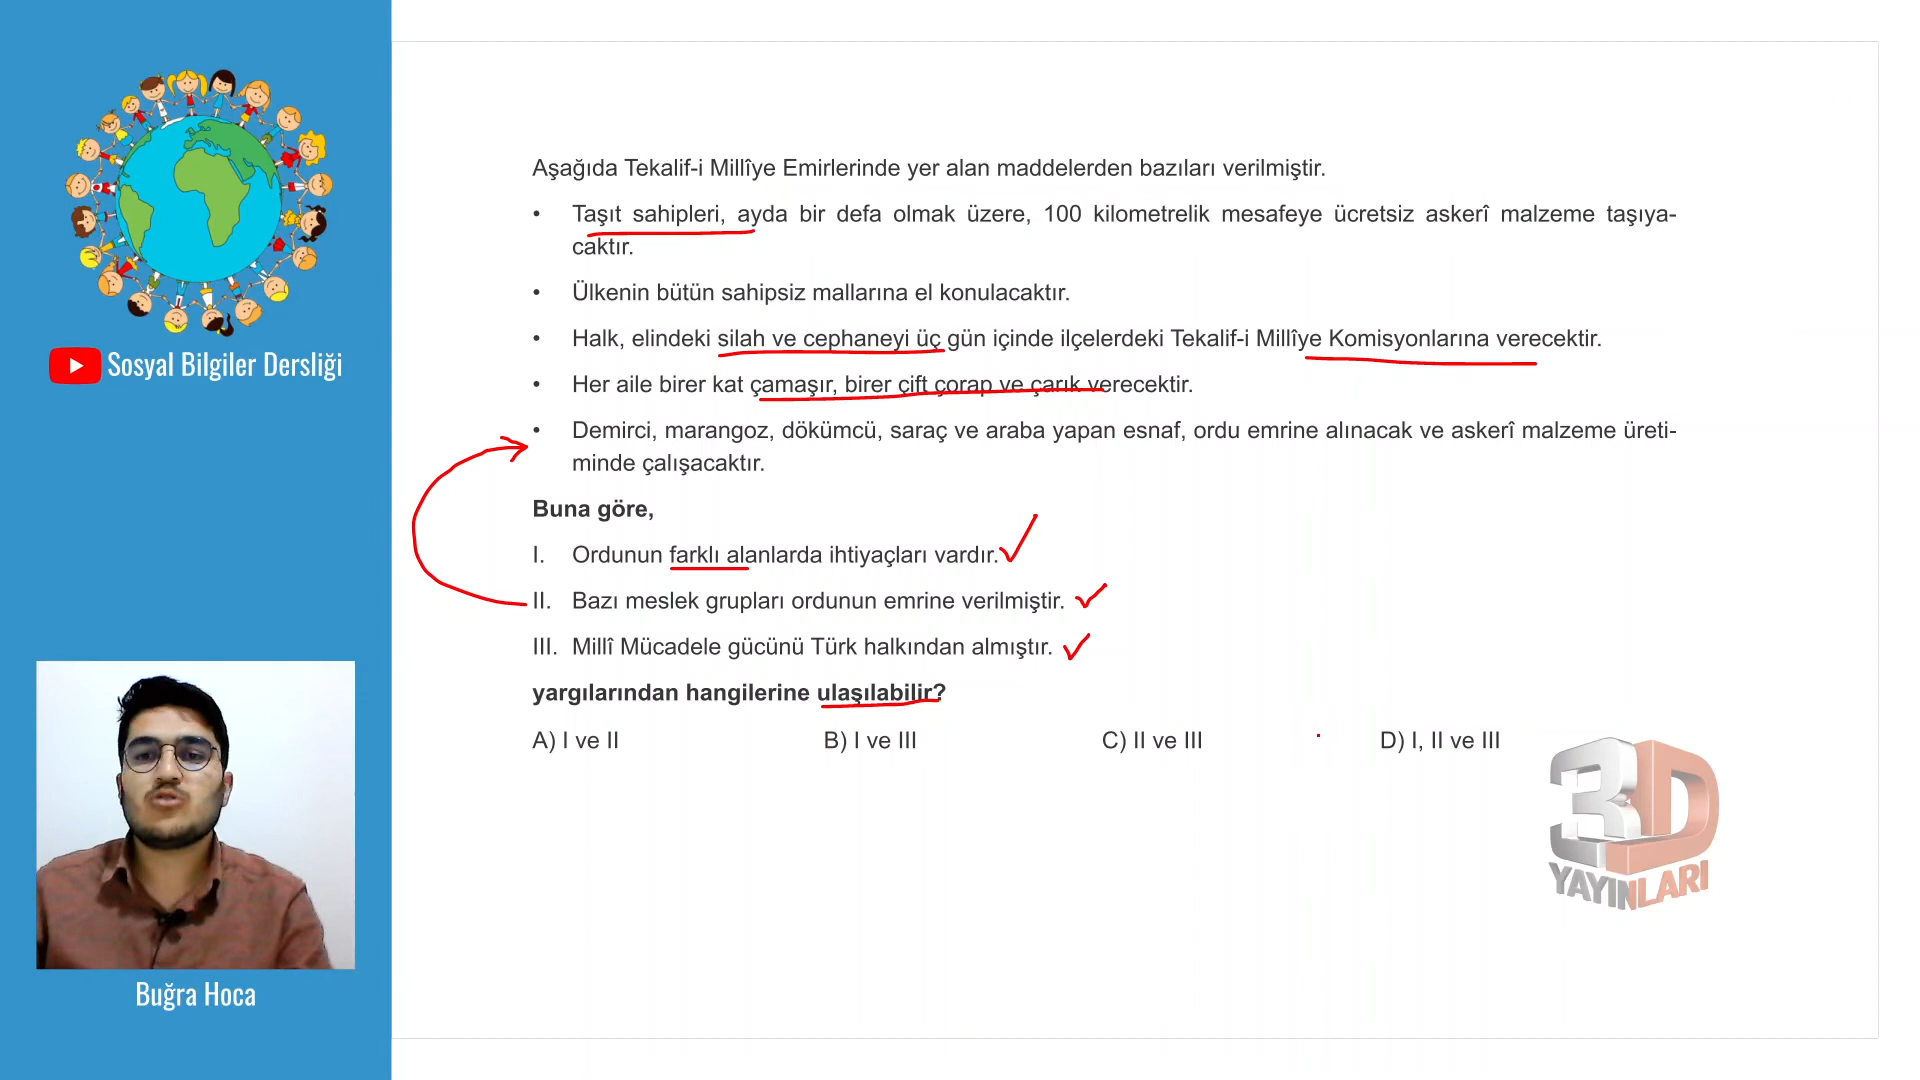 Aşağıda Tekalif-i Millîye Emirlerinde yer alan maddelerden bazıları verilmiştir.
• Taşıt sahipleri, ayda bir defa olmak üzere, 100 kilometrelik mesafeye ücretsiz askerî malzeme taşıya-
caktır.
• Ülkenin bütün sahipsiz mallarına el konulacaktır.
• Halk, elindeki silah ve cephaneyi üç gün içinde ilçelerdeki Tekalif-i Millîye Komisyonlarına verecektir.
• Her aile birer kat çamaşır, birer çift çorap ve çarık verecektir.
• Demirci, marangoz, dökümcü, saraç ve araba yapan esnaf, ordu emrine alınacak ve askerî malzeme üreti-
minde çalışacaktır.
Buna göre,
I. Ordunun farklı alanlarda ihtiyaçları vardır.
II. Bazı meslek grupları ordunun emrine verilmiştir.
III. Millî Mücadele gücünü Türk halkından almıştır.
yargılarından hangilerine ulaşılabilir?
A) I ve II B) I ve III C) II ve III D) I, II ve III
Sosyal Bilgiler Dersliği
Buğra Hoca
3D
YAYINLARI